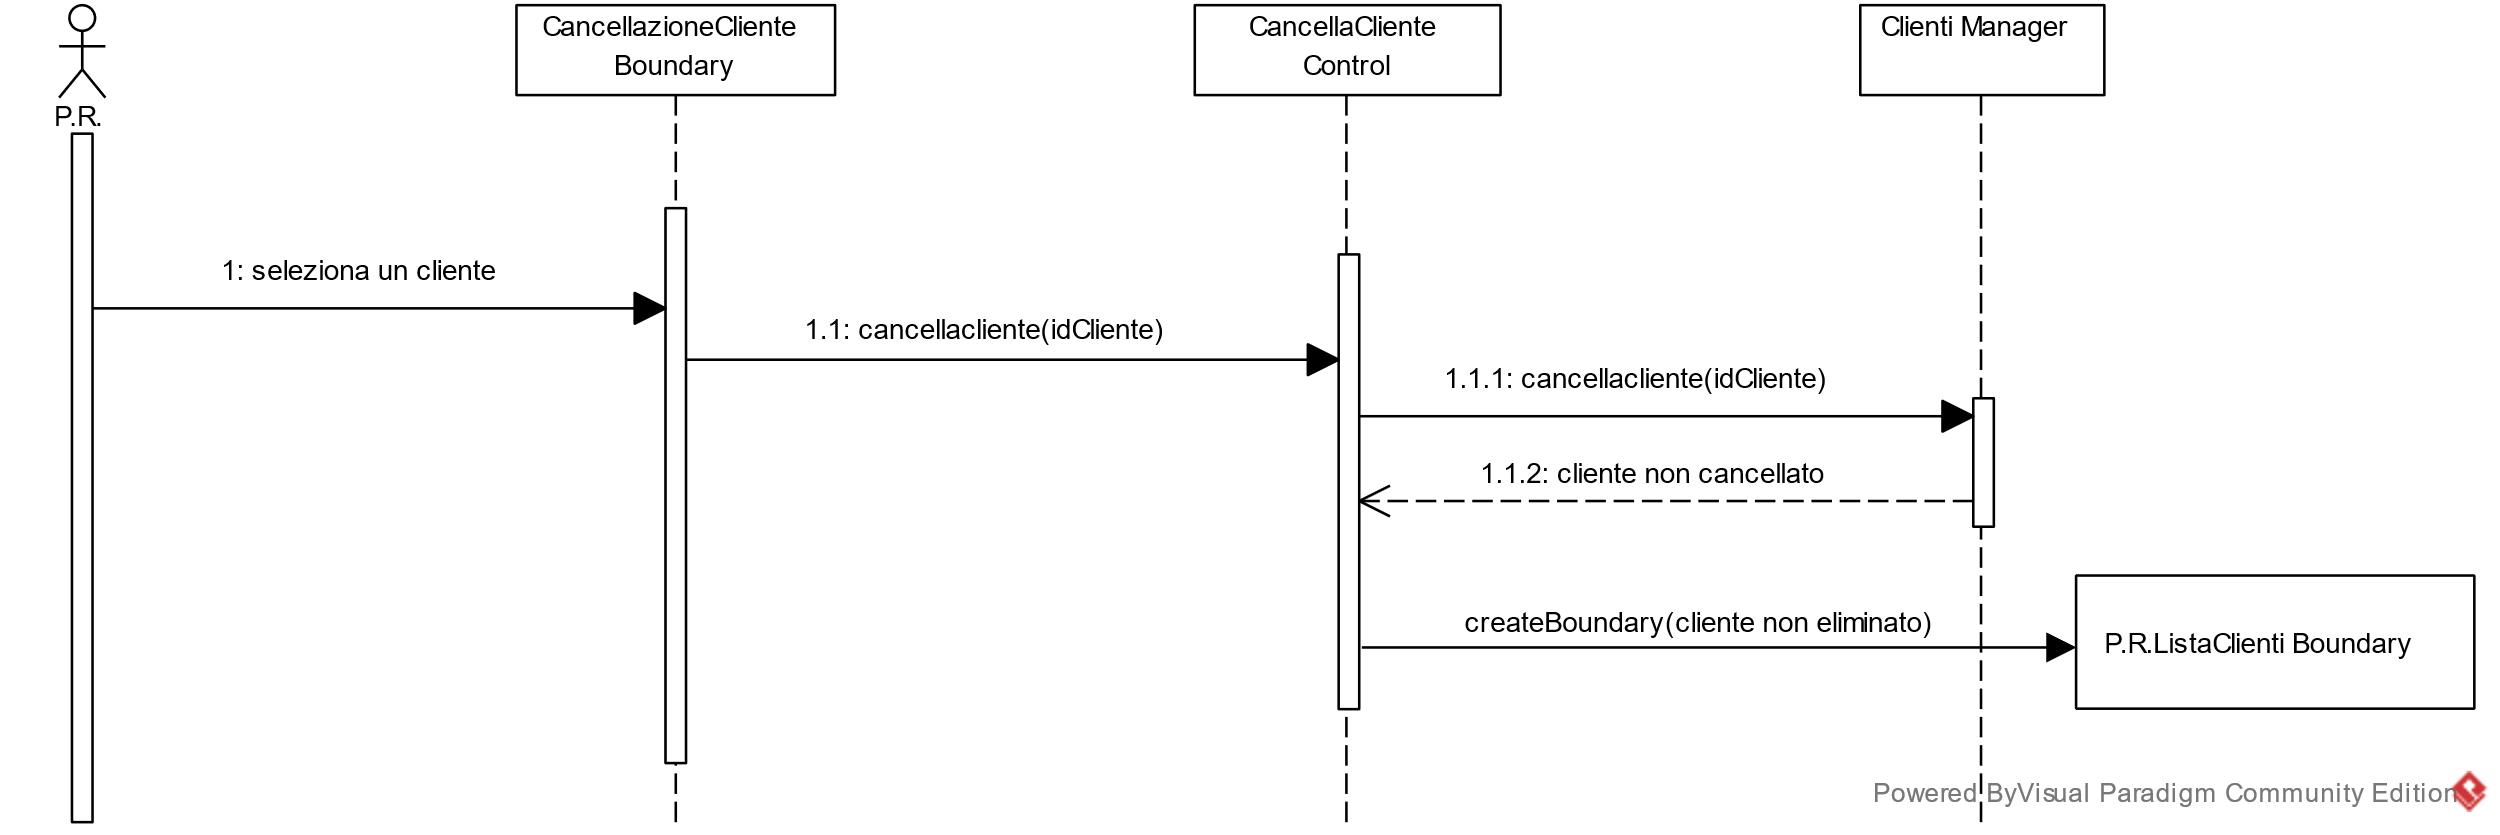 CancellazioneCliente
Boundary
CancellaCliente
Control
Clienti Manager
P.R.
1: seleziona un cliente
1.1: cancellacliente(idCliente)
1.1.1: cancellacliente(idCliente)
1.1.2: cliente non cancellato
createBoundary(cliente non eliminato)
P.R.ListaClienti Boundary
Powered ByVisual Paradigm Community Edition